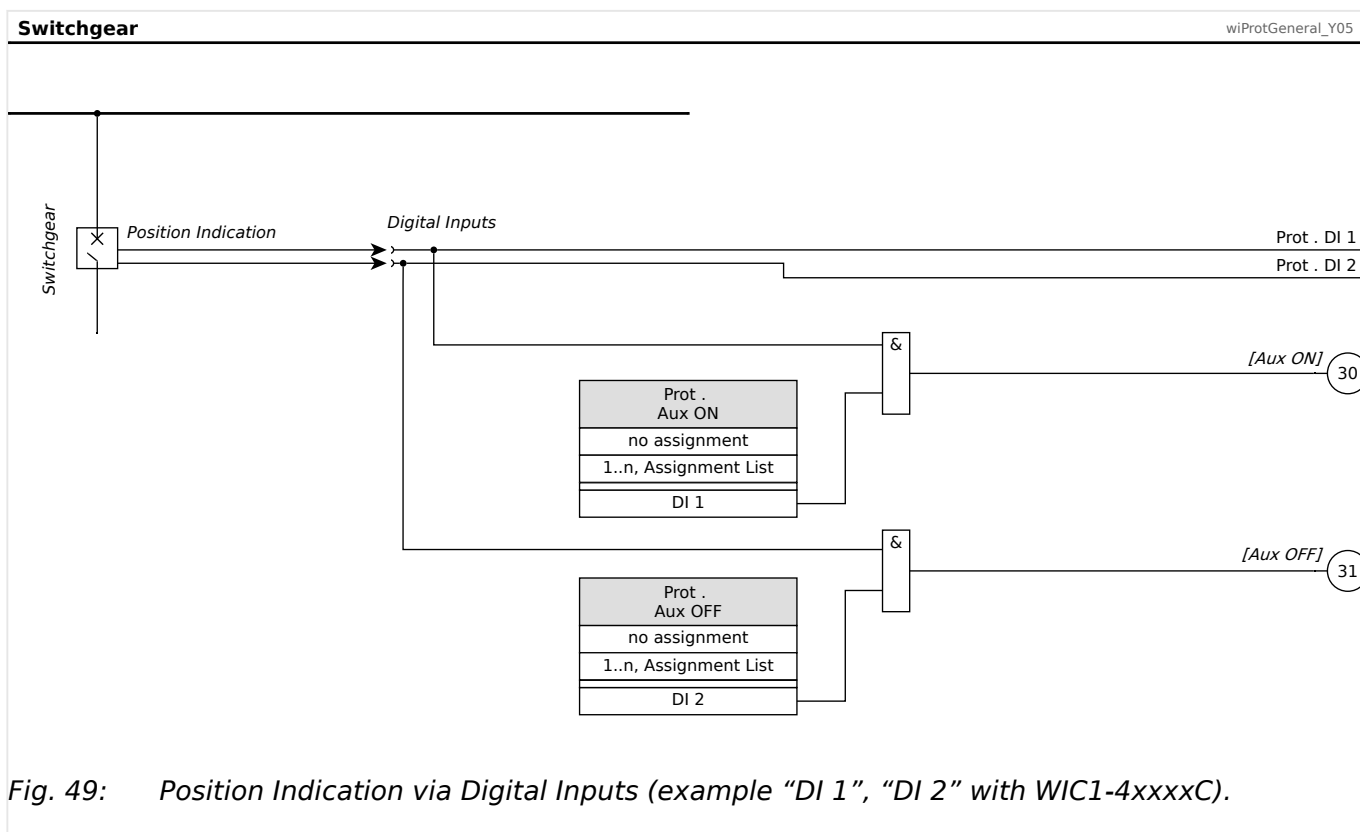 Switchgear
wiProtGeneral_Y05
Switchgear
Position Indication
Digital Inputs
Prot . DI 1
Prot . DI 2
&
[Aux ON]
30
Prot .
Aux ON
no assignment
1..n, Assignment List
DI 1
&
[Aux OFF]
31
Prot .
Aux OFF
no assignment
1..n, Assignment List
DI 2
Fig. 49: Position Indication via Digital Inputs (example “DI 1”, “DI 2” with WIC1-4xxxxC).